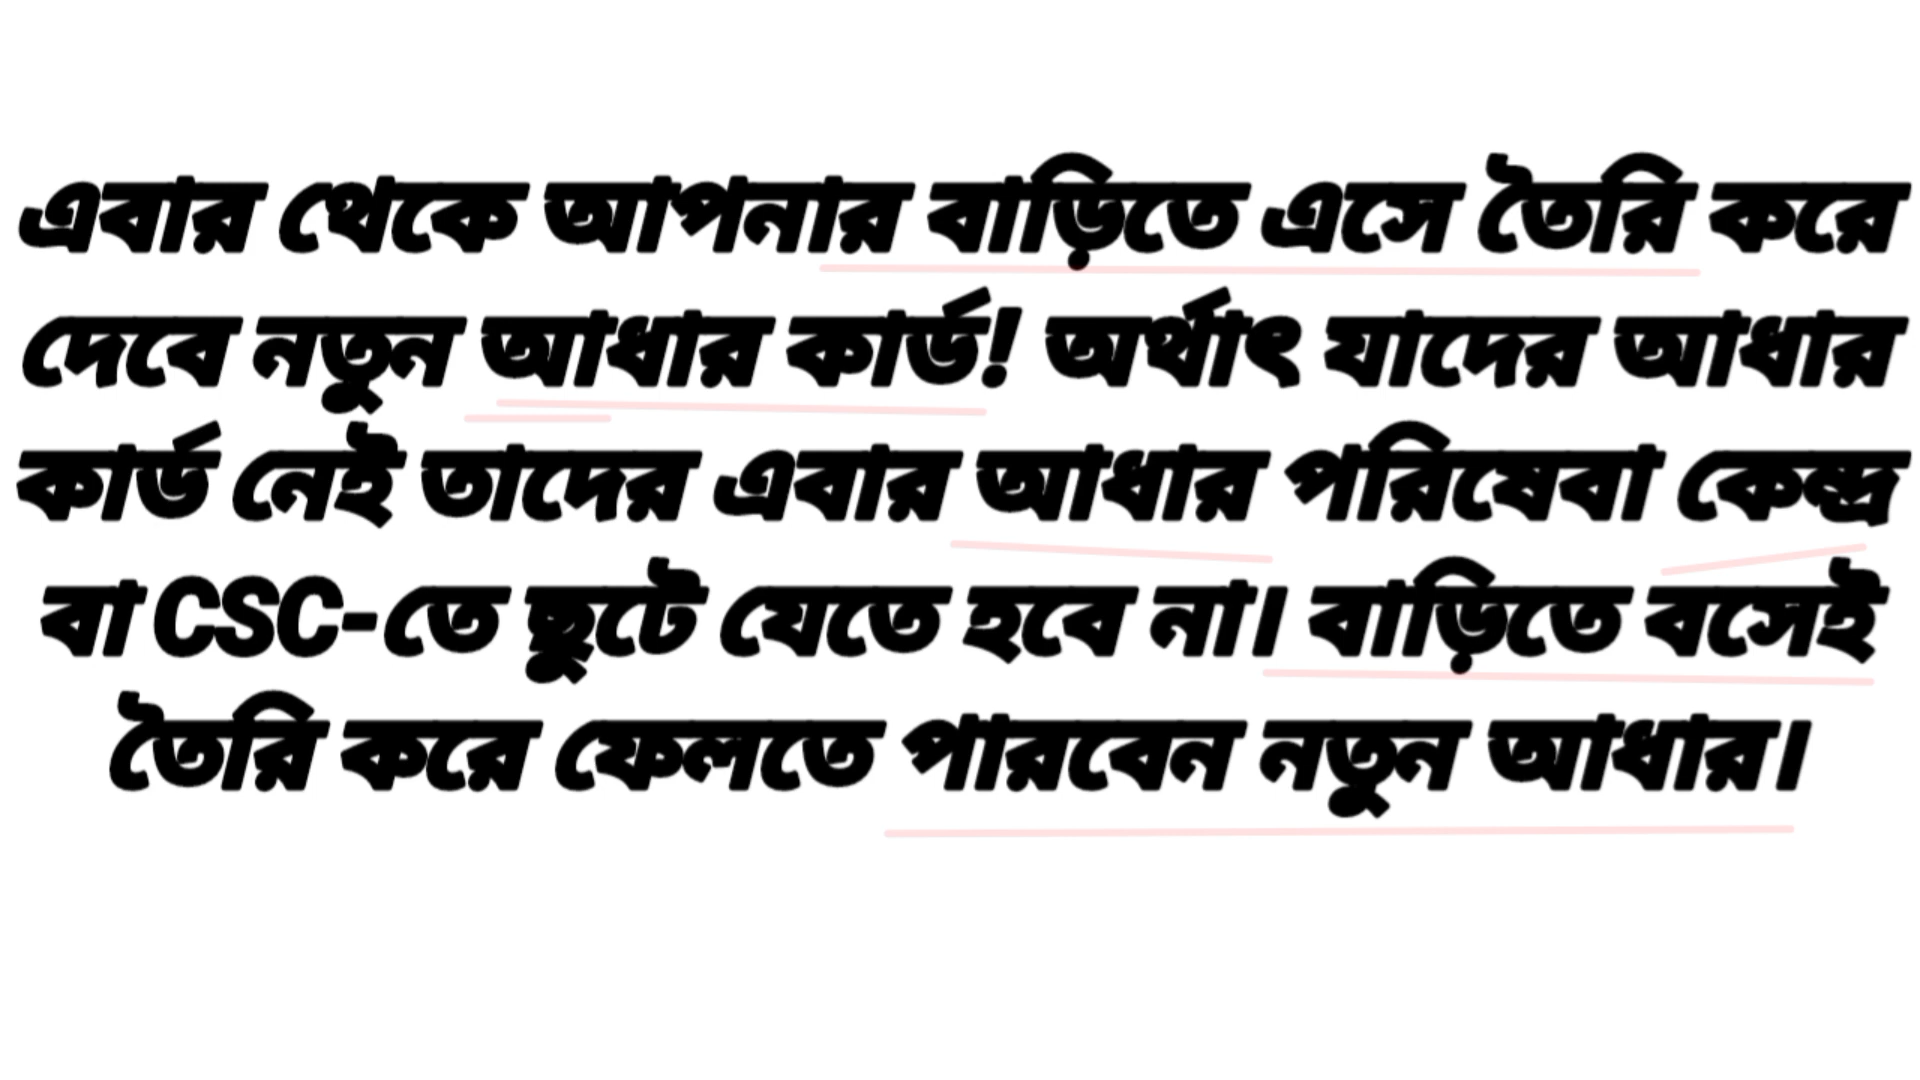 এবার থেকে আপনার বাড়িতে এসে তৈরি করে
দেবে নতুন আধার কার্ড! অর্থাৎ যাদের আধার
কার্ড নেই তাদের এবার আধার পরিষেবা কেন্দ্র
বা CSC-তে ছুটে যেতে হবে না। বাড়িতে বসেই
তৈরি করে ফেলতে পারবেন নতুন আধার।